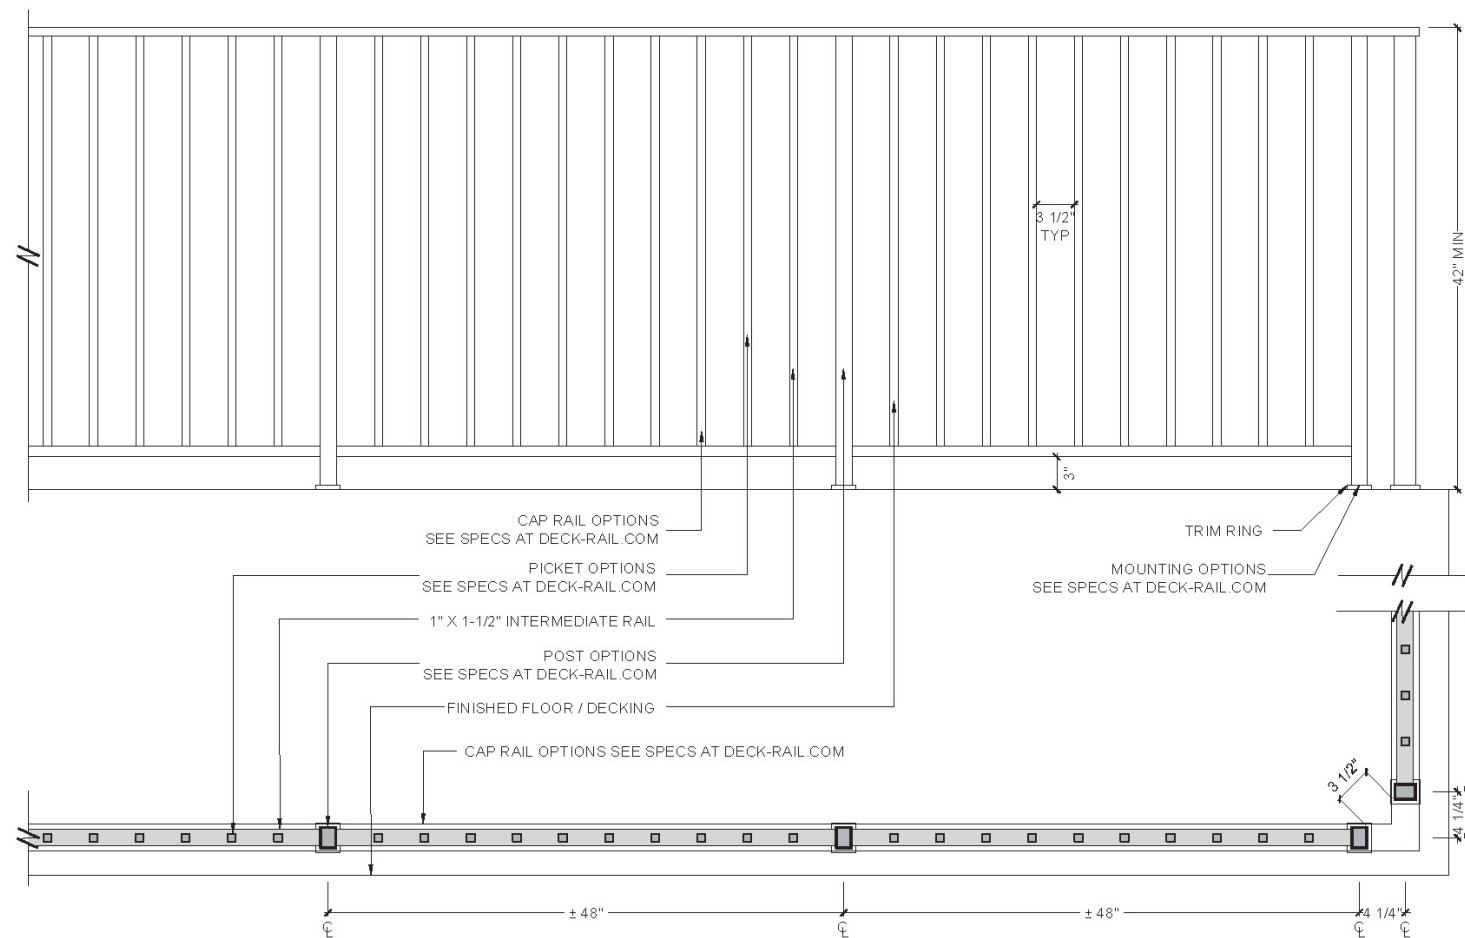 3 1/2"
TYP
42" MIN
3"
CAP RAIL OPTIONS
SEE SPECS AT DECK-RAIL.COM
TRIM RING
PICKET OPTIONS
SEE SPECS AT DECK-RAIL.COM
MOUNTING OPTIONS
SEE SPECS AT DECK-RAIL.COM
1" X 1-1/2" INTERMEDIATE RAIL
POST OPTIONS
SEE SPECS AT DECK-RAIL.COM
FINISHED FLOOR / DECKING
CAP RAIL OPTIONS SEE SPECS AT DECK-RAIL.COM
3 1/2"
4 1/4"
± 48"
± 48"
4 1/4"
℄
℄
℄
℄